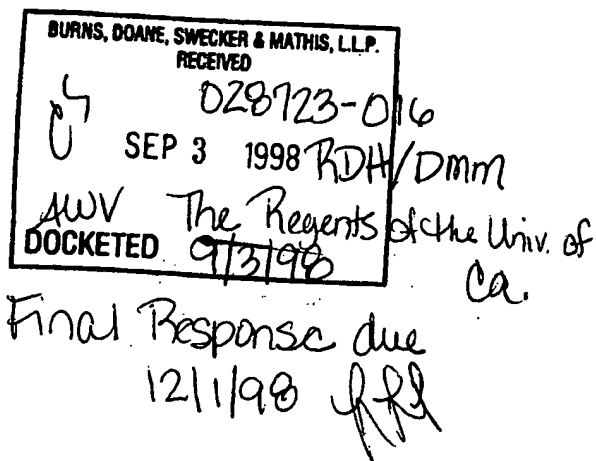 BURNS, DOANE, SWECKER & MATHIS, L.L.P.
RECEIVED
028723-016
SEP 3 1998 RDH/DMM
AWV The Regents of the Univ. of
DOCKETED 9/3/98 Ca.
Final Response due
12/1/98